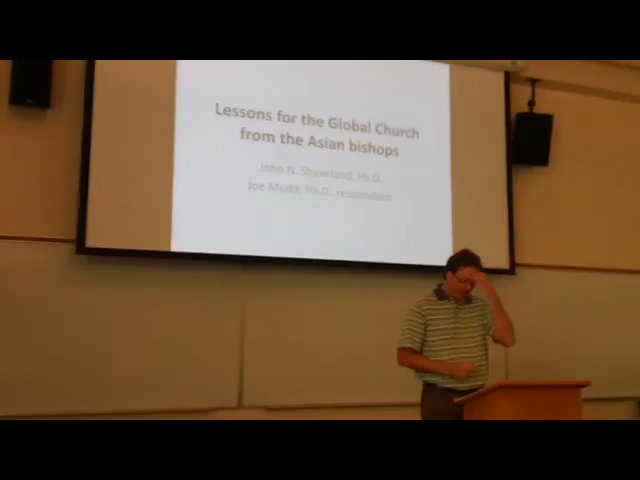 Lessons for the Global Church
from the Asian bishops
John N. Sheveland, Ph.D.
Joe Mudd, Ph.D., respondent